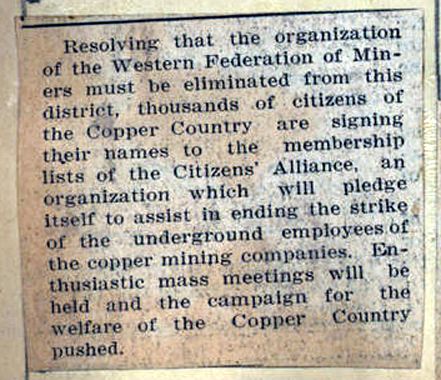 Resolving that the organization
of the Western Federation of Min-
ers must be eliminated from this
district, thousands of citizens of
the Copper Country are signing
their names to the membership
lists of the Citizens' Alliance, an
organization which will pledge
itself to assist in ending the strike
of the underground employees of
the copper mining companies. En-
thusiastic mass meetings will be
held and the campaign for the
welfare of the Copper Country
pushed.